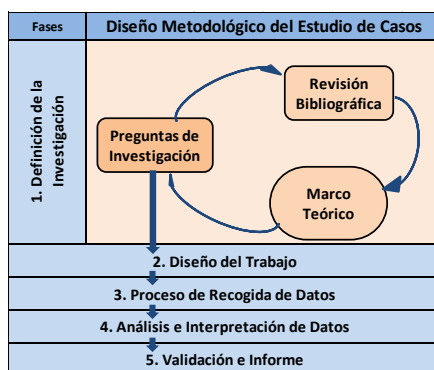 Fases
Diseño Metodológico del Estudio de Casos
1. Definición de la
Investigación
Revisión
Bibliográfica
Preguntas de
Investigación
Marco
Teórico
2. Diseño del Trabajo
3. Proceso de Recogida de Datos
4. Análisis e Interpretación de Datos
5. Validación e Informe